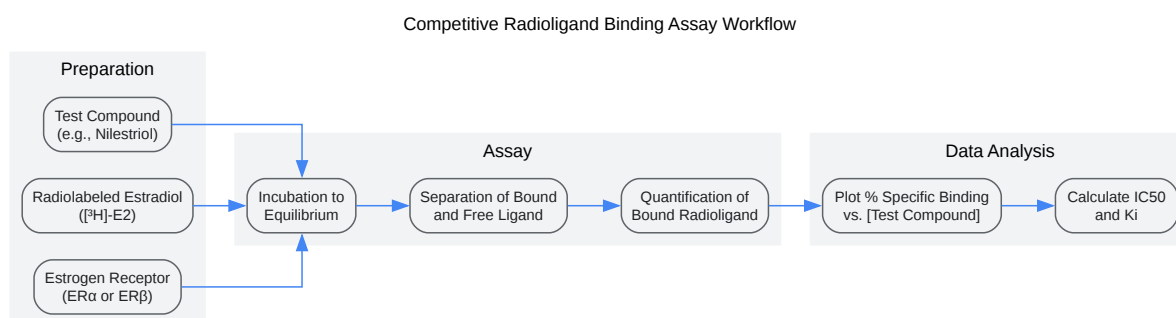 Competitive Radioligand Binding Assay Workflow
Preparation
Test Compound
(e.g., Nilestriol)
Radiolabeled Estradiol
([³H]-E2)
Estrogen Receptor
(ERα or ERβ)
Assay
Incubation to
Equilibrium
Separation of Bound
and Free Ligand
Quantification of
Bound Radioligand
Data Analysis
Plot % Specific Binding
vs. [Test Compound]
Calculate IC50
and Ki